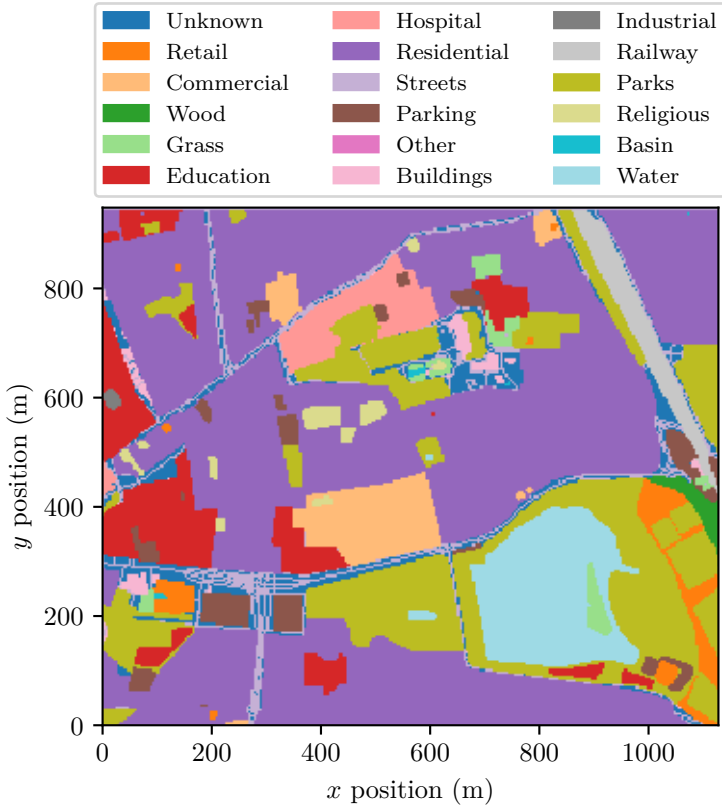 Unknown Hospital Industrial
Retail Residential Railway
Commercial Streets Parks
Wood Parking Religious
Grass Other Basin
Education Buildings Water
800
600
400
200
0
y position (m)
0 200 400 600 800 1000
x position (m)